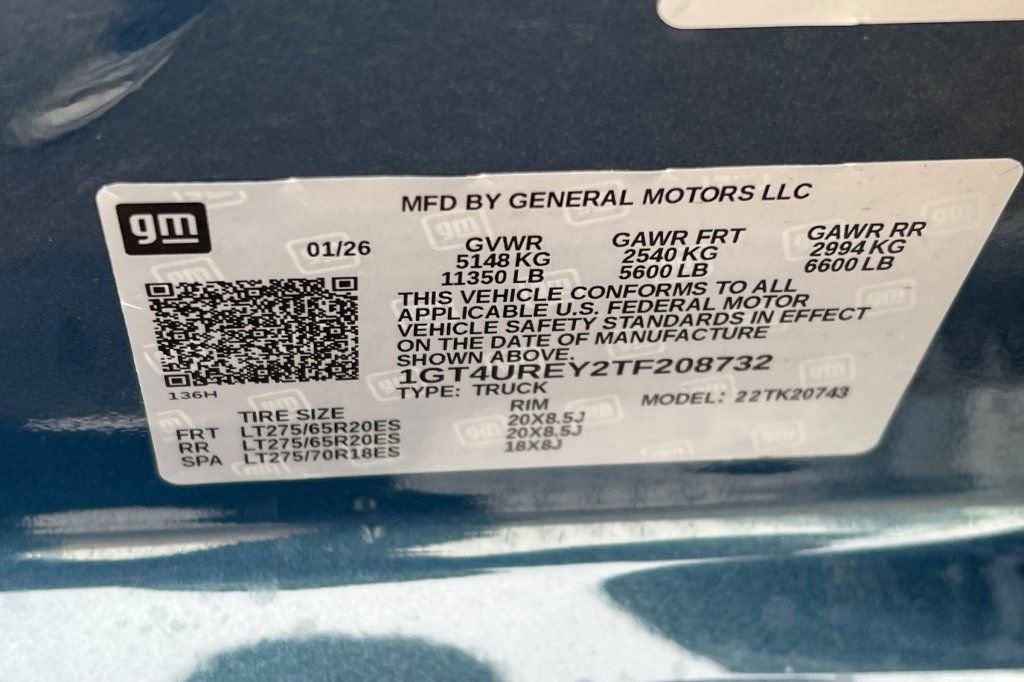 gm
MFD BY GENERAL MOTORS LLC
01/26
GVWR GAWR FRT GAWR RR
5148 KG 2540 KG 2994 KG
11350 LB 5600 LB 6600 LB
THIS VEHICLE CONFORMS TO ALL
APPLICABLE U.S. FEDERAL MOTOR
VEHICLE SAFETY STANDARDS IN EFFECT
ON THE DATE OF MANUFACTURE
SHOWN ABOVE.
1GT4UREY2TF208732
TYPE: TRUCK MODEL: 22TK20743
136H
TIRE SIZE RIM
FRT LT275/65R20ES 20X8.5J
RR LT275/65R20ES 20X8.5J
SPA LT275/70R18ES 18X8J